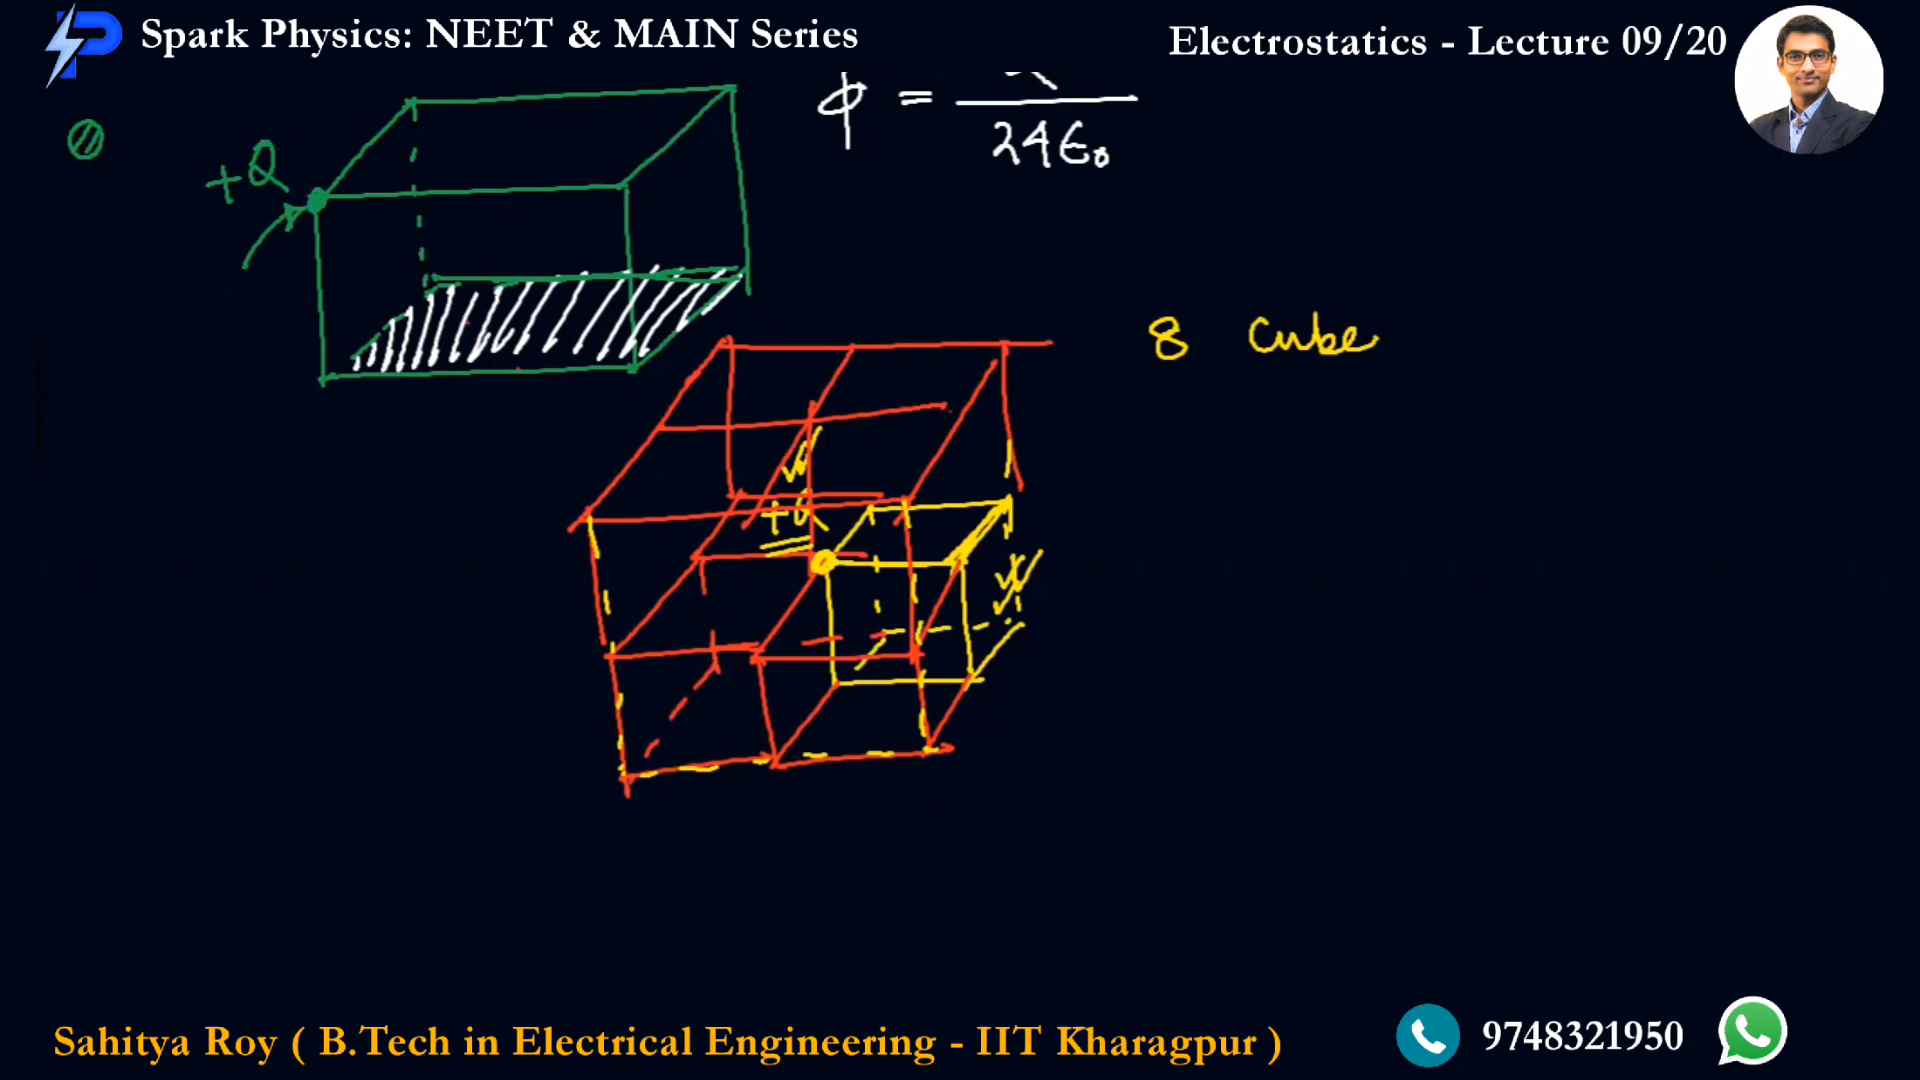 Spark Physics: NEET & MAIN Series
Electrostatics - Lecture 09/20
+Q
ϕ =
24ε₀
8 Cube
+Q
Sahitya Roy ( B.Tech in Electrical Engineering - IIT Kharagpur )
9748321950